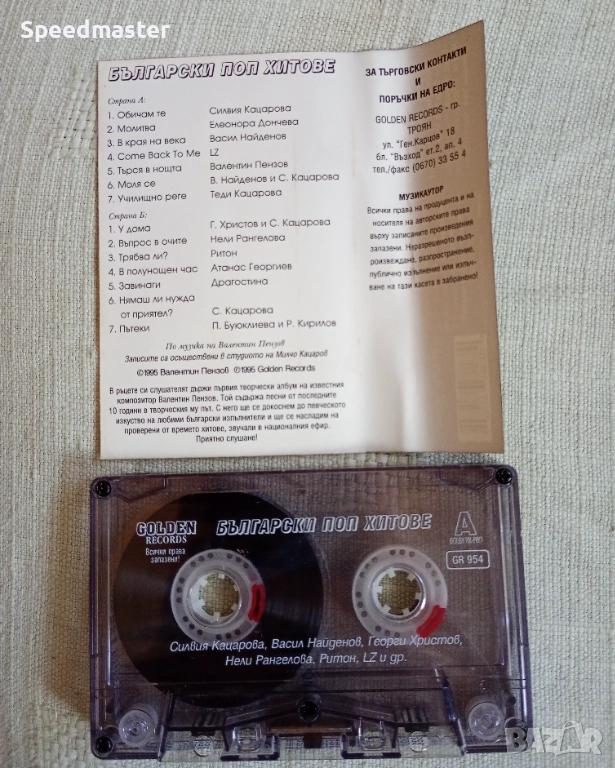 Speedmaster
БЪЛГАРСКИ ПОП ХИТОВЕ
Страна А:
1. Обичам те Силвия Кацарова
2. Молитва Елеонора Дончева
3. В края на века Васил Найденов
4. Come Back To Me LZ
5. Търся в нощта Валентин Пензов
6. Моля се В. Найденов и С. Кацарова
7. Училищно реге Теди Кацарова
Страна Б:
1. У дома Г. Христов и С. Кацарова
2. Въпрос в очите Нели Рангелова
3. Трябва ли? Ритон
4. В полунощен час Атанас Георгиев
5. Завинаги Драгостина
6. Нямаш ли нужда
от приятел? С. Кацарова
7. Пътеки П. Буюклиева и Р. Кирилов
По музика на Валентин Пензов
Записите са осъществени в студиото на Милчо Кацаров
©1995 Валентин Пензов ℗1995 Golden Records
В ръцете си слушателят държи първия творчески албум на известния
композитор Валентин Пензов. Той съдържа песни от последните
10 години в творческия му път. С него ще се докоснем до певческото
изкуство на любими български изпълнители и ще се насладим на
проверени от времето хитове, звучали в националния ефир.
Приятно слушане!
ЗА ТЪРГОВСКИ КОНТАКТИ
И
ПОРЪЧКИ НА ЕДРО:
GOLDEN RECORDS - гр.
ТРОЯН
ул. "Ген.Карцов" 18
бл. "Възход" ет.2, ап. 4
тел./факс (0670) 33 55 4
МУЗИКАУТОР
Всички права на продуцента и на
носителя на авторските права
върху записаните произведения
запазени. Неразрешеното възп-
роизвеждане, разпространение,
публично изпълнение или излъч-
ване на тази касета е забранено!
GOLDEN
RECORDS
Всички права
запазени!
БЪЛГАРСКИ ПОП ХИТОВЕ
A
GR 954
Силвия Кацарова, Васил Найденов, Георги Христов,
Нели Рангелова, Ритон, LZ и др.
BAZAR